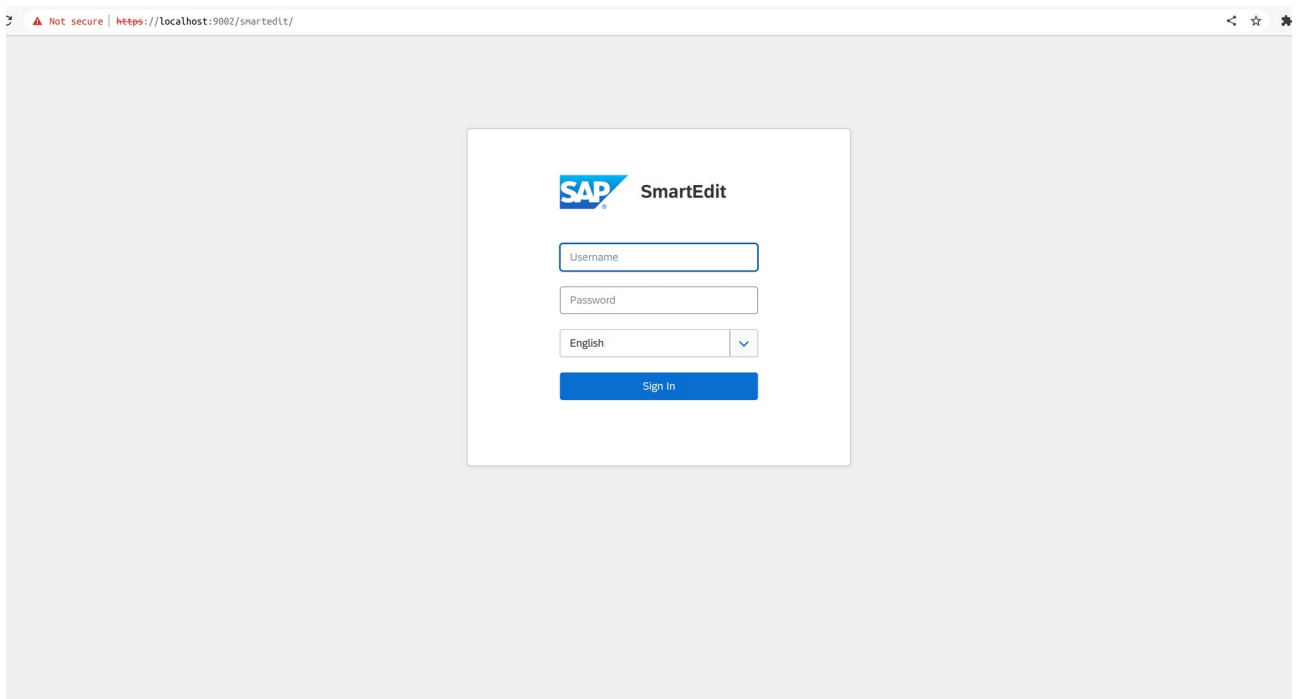 Not secure | https://localhost:9002/smartedit/
SAP® SmartEdit
Username
Password
English
Sign In